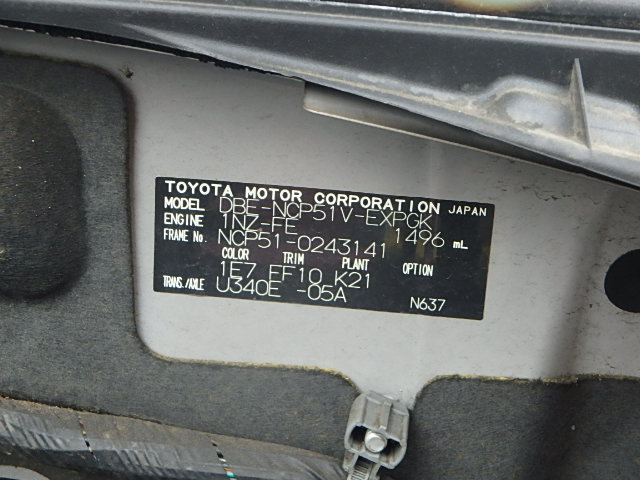 TOYOTA MOTOR CORPORATION JAPAN
MODEL DBE-NCP51V-EXPGK
ENGINE 1NZ-FE 1496 mL
FRAME No. NCP51-0243141
COLOR TRIM PLANT OPTION
1E7 FF10 K21
TRANS./AXLE U340E -05A N637